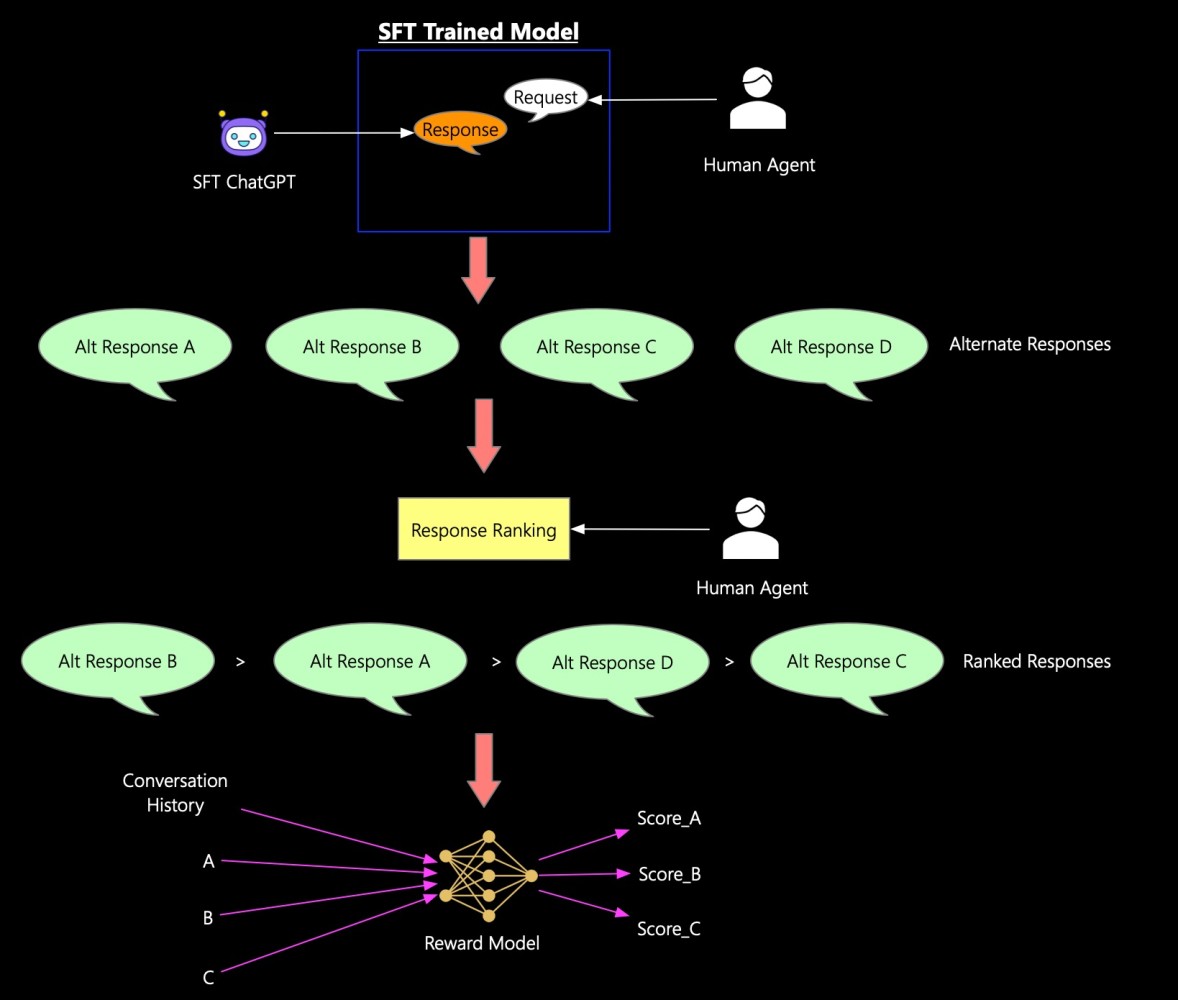 SFT Trained Model
Request
Response
SFT ChatGPT
Human Agent
Alt Response A
Alt Response B
Alt Response C
Alt Response D
Alternate Responses
Response Ranking
Human Agent
Alt Response B
>
Alt Response A
>
Alt Response D
>
Alt Response C
Ranked Responses
Conversation
History
A
B
C
Score_A
Score_B
Score_C
Reward Model